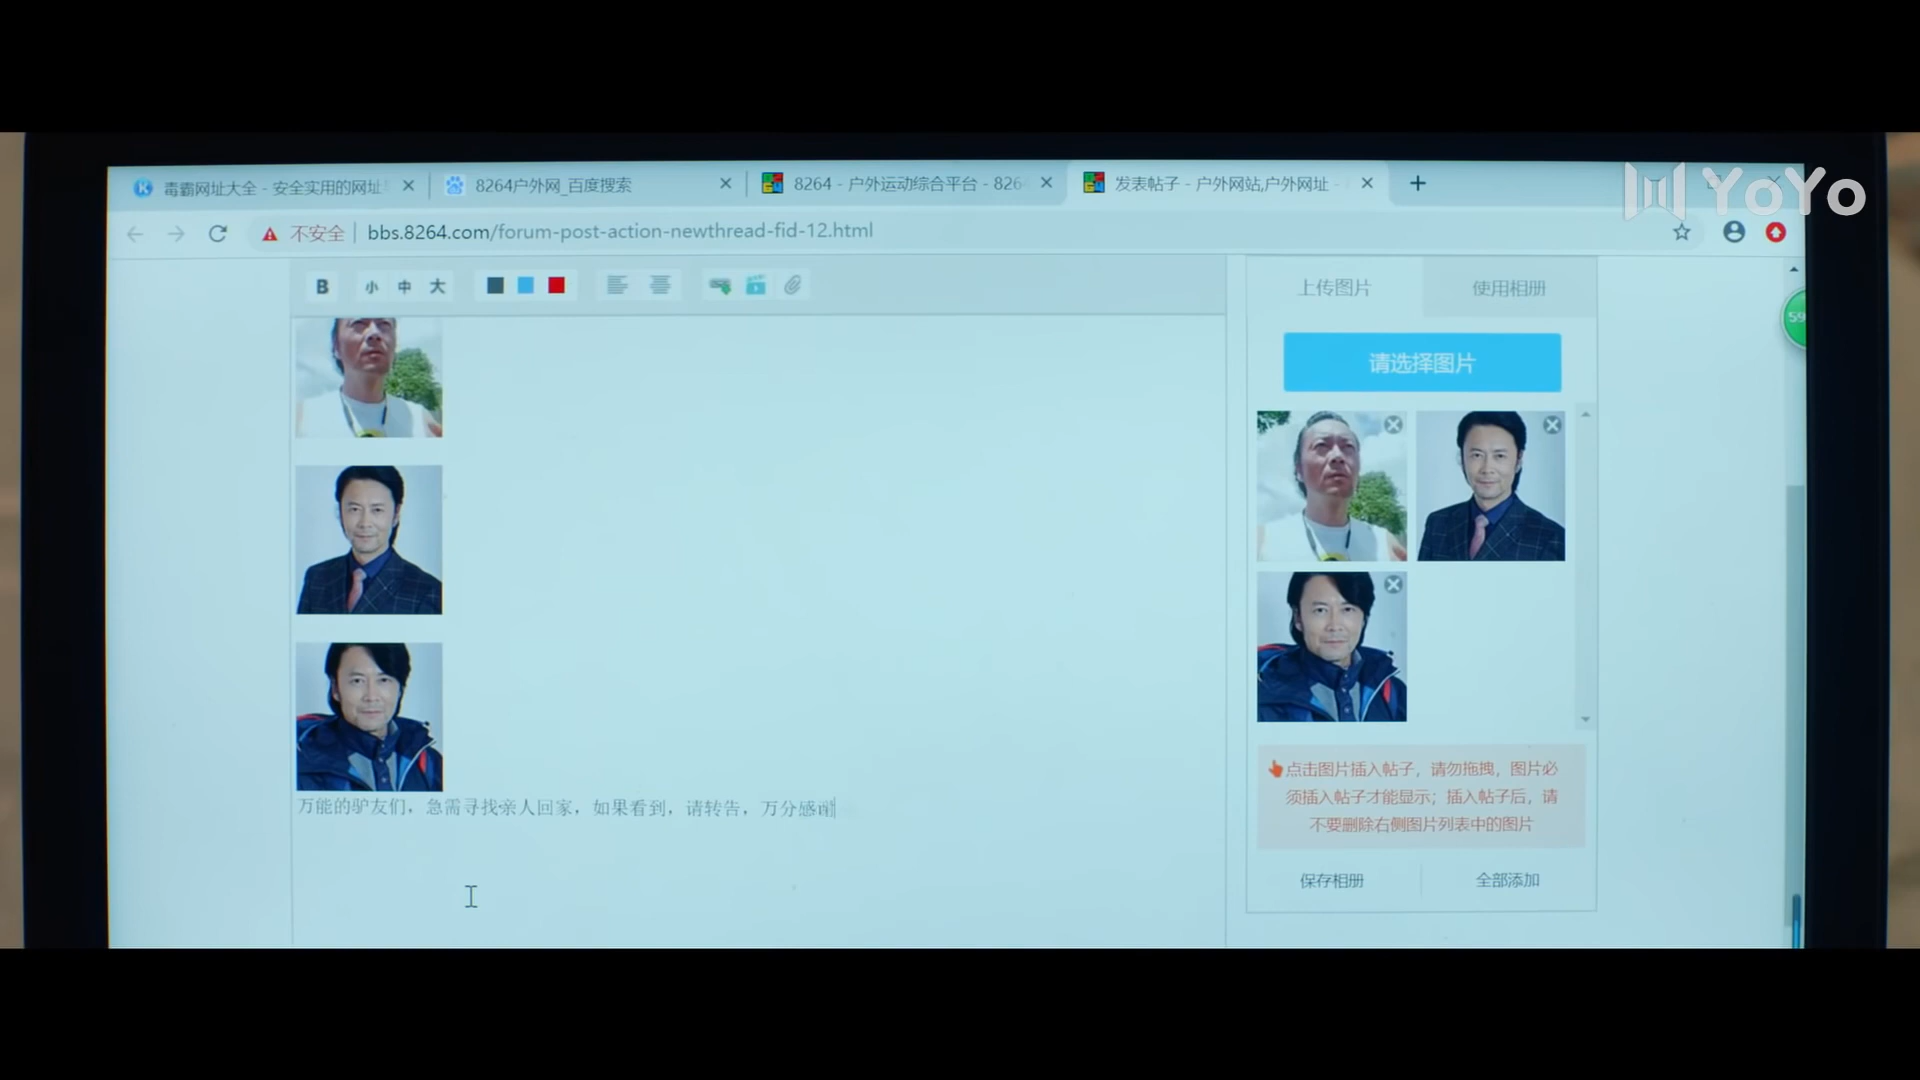 YoYo
毒霸网址大全 - 安全实用的网址
8264户外网_百度搜索
8264 - 户外运动综合平台 - 826
发表帖子 - 户外网站,户外网址 -
不安全
bbs.8264.com/forum-post-action-newthread-fid-12.html
B 小 中 大
上传图片
使用相册
59
请选择图片
万能的驴友们，急需寻找亲人回家，如果看到，请转告，万分感谢
点击图片插入帖子，请勿拖拽，图片必
须插入帖子才能显示；插入帖子后，请
不要删除右侧图片列表中的图片
保存相册
全部添加